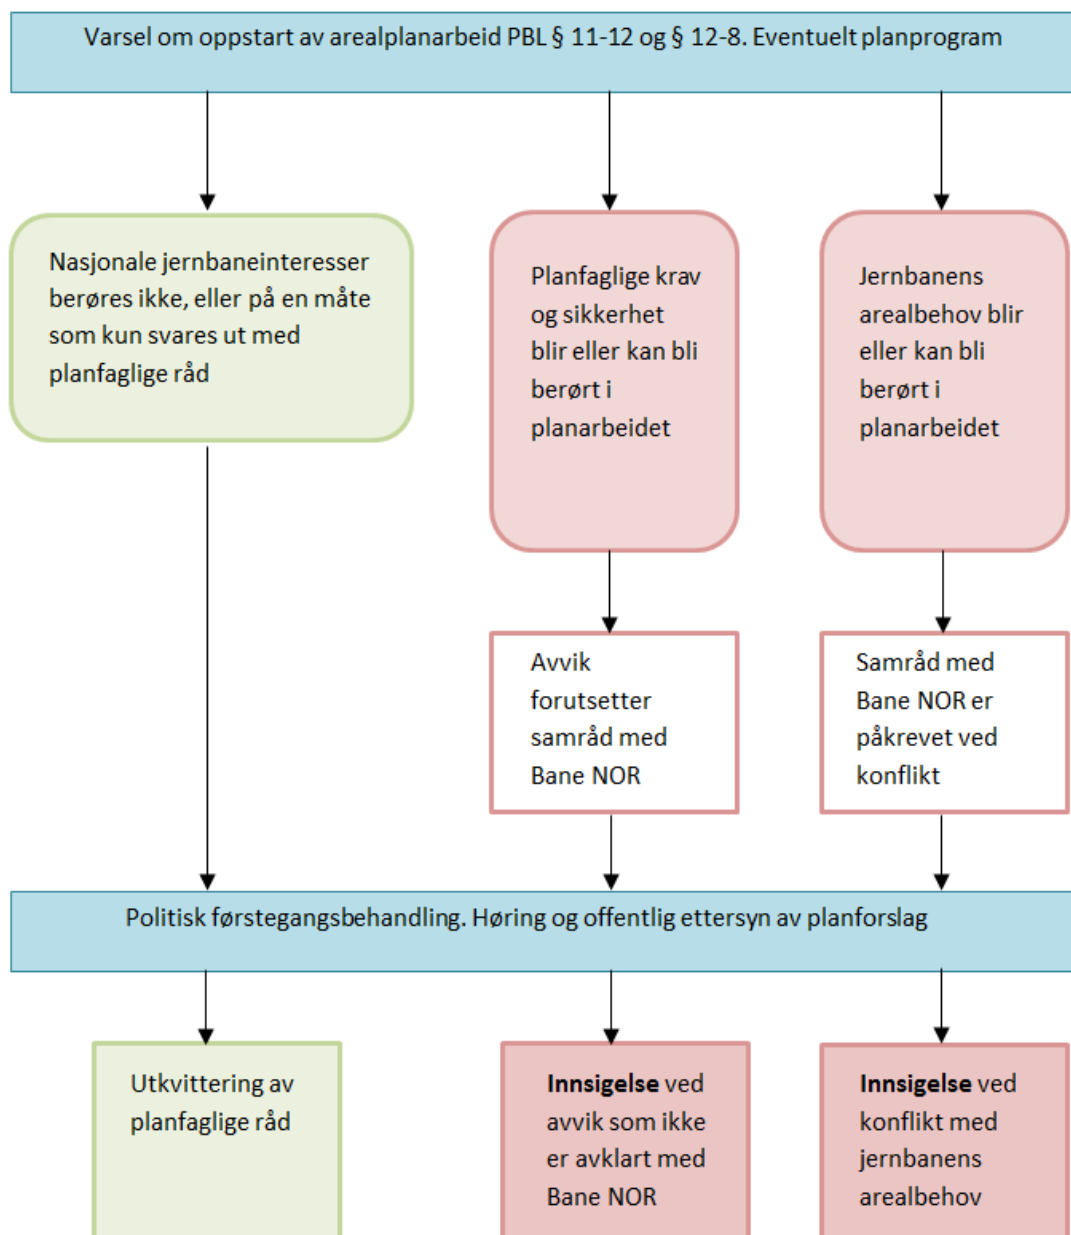 Varsel om oppstart av arealplanarbeid PBL § 11-12 og § 12-8. Eventuelt planprogram
Nasjonale jernbaneinteresser
berøres ikke, eller på en måte
som kun svares ut med
planfaglige råd
Planfaglige krav
og sikkerhet
blir eller kan bli
berørt i
planarbeidet
Jernbanens
arealbehov blir
eller kan bli
berørt i
planarbeidet
Avvik
forutsetter
samråd med
Bane NOR
Samråd med
Bane NOR er
påkrevet ved
konflikt
Politisk førstegangsbehandling. Høring og offentlig ettersyn av planforslag
Utkvittering av
planfaglige råd
Innsigelse ved
avvik som ikke
er avklart med
Bane NOR
Innsigelse ved
konflikt med
jernbanens
arealbehov